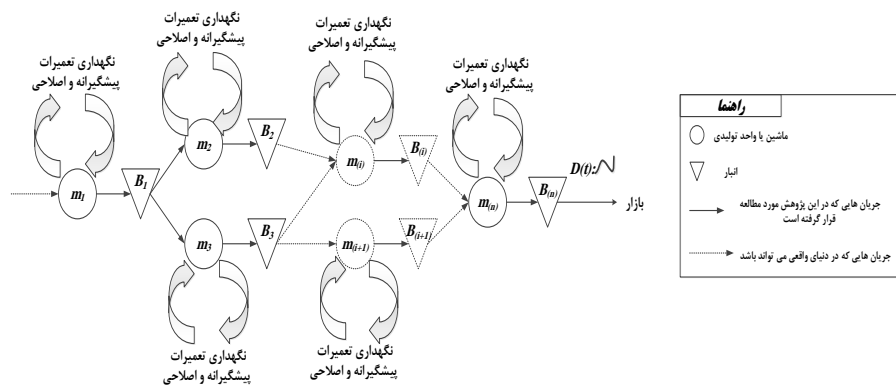 نگهداری تعمیرات
پیشگیرانه و اصلاحی
نگهداری تعمیرات
پیشگیرانه و اصلاحی
نگهداری تعمیرات
پیشگیرانه و اصلاحی
نگهداری تعمیرات
پیشگیرانه و اصلاحی
m1
B1
m2
B2
m(i)
B(i)
m3
B3
m(i+1)
B(i+1)
m(n)
B(n)
D(t):
بازار
نگهداری تعمیرات
پیشگیرانه و اصلاحی
نگهداری تعمیرات
پیشگیرانه و اصلاحی
راهنما
ماشین یا واحد تولیدی
انبار
جریان هایی که در این پژوهش مورد مطالعه
قرار گرفته است
جریان هایی که در دنیای واقعی می تواند باشد